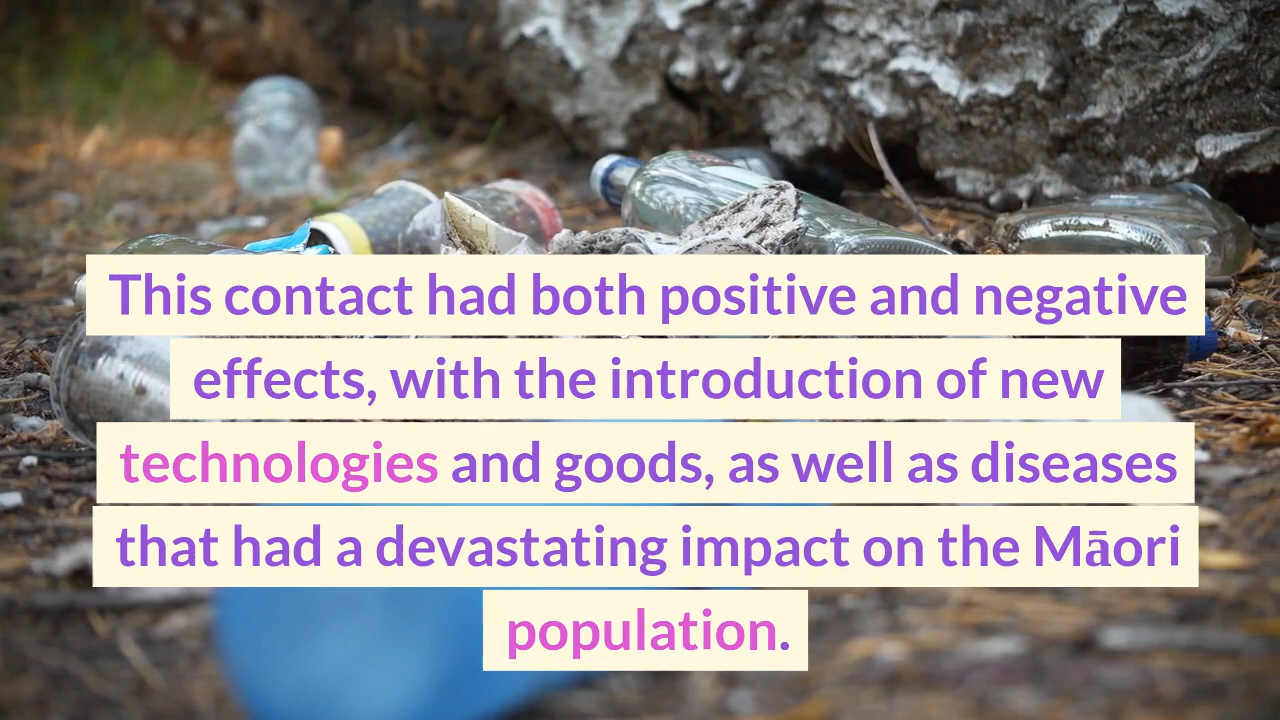 This contact had both positive and negative
effects, with the introduction of new
technologies and goods, as well as diseases
that had a devastating impact on the Māori
population.